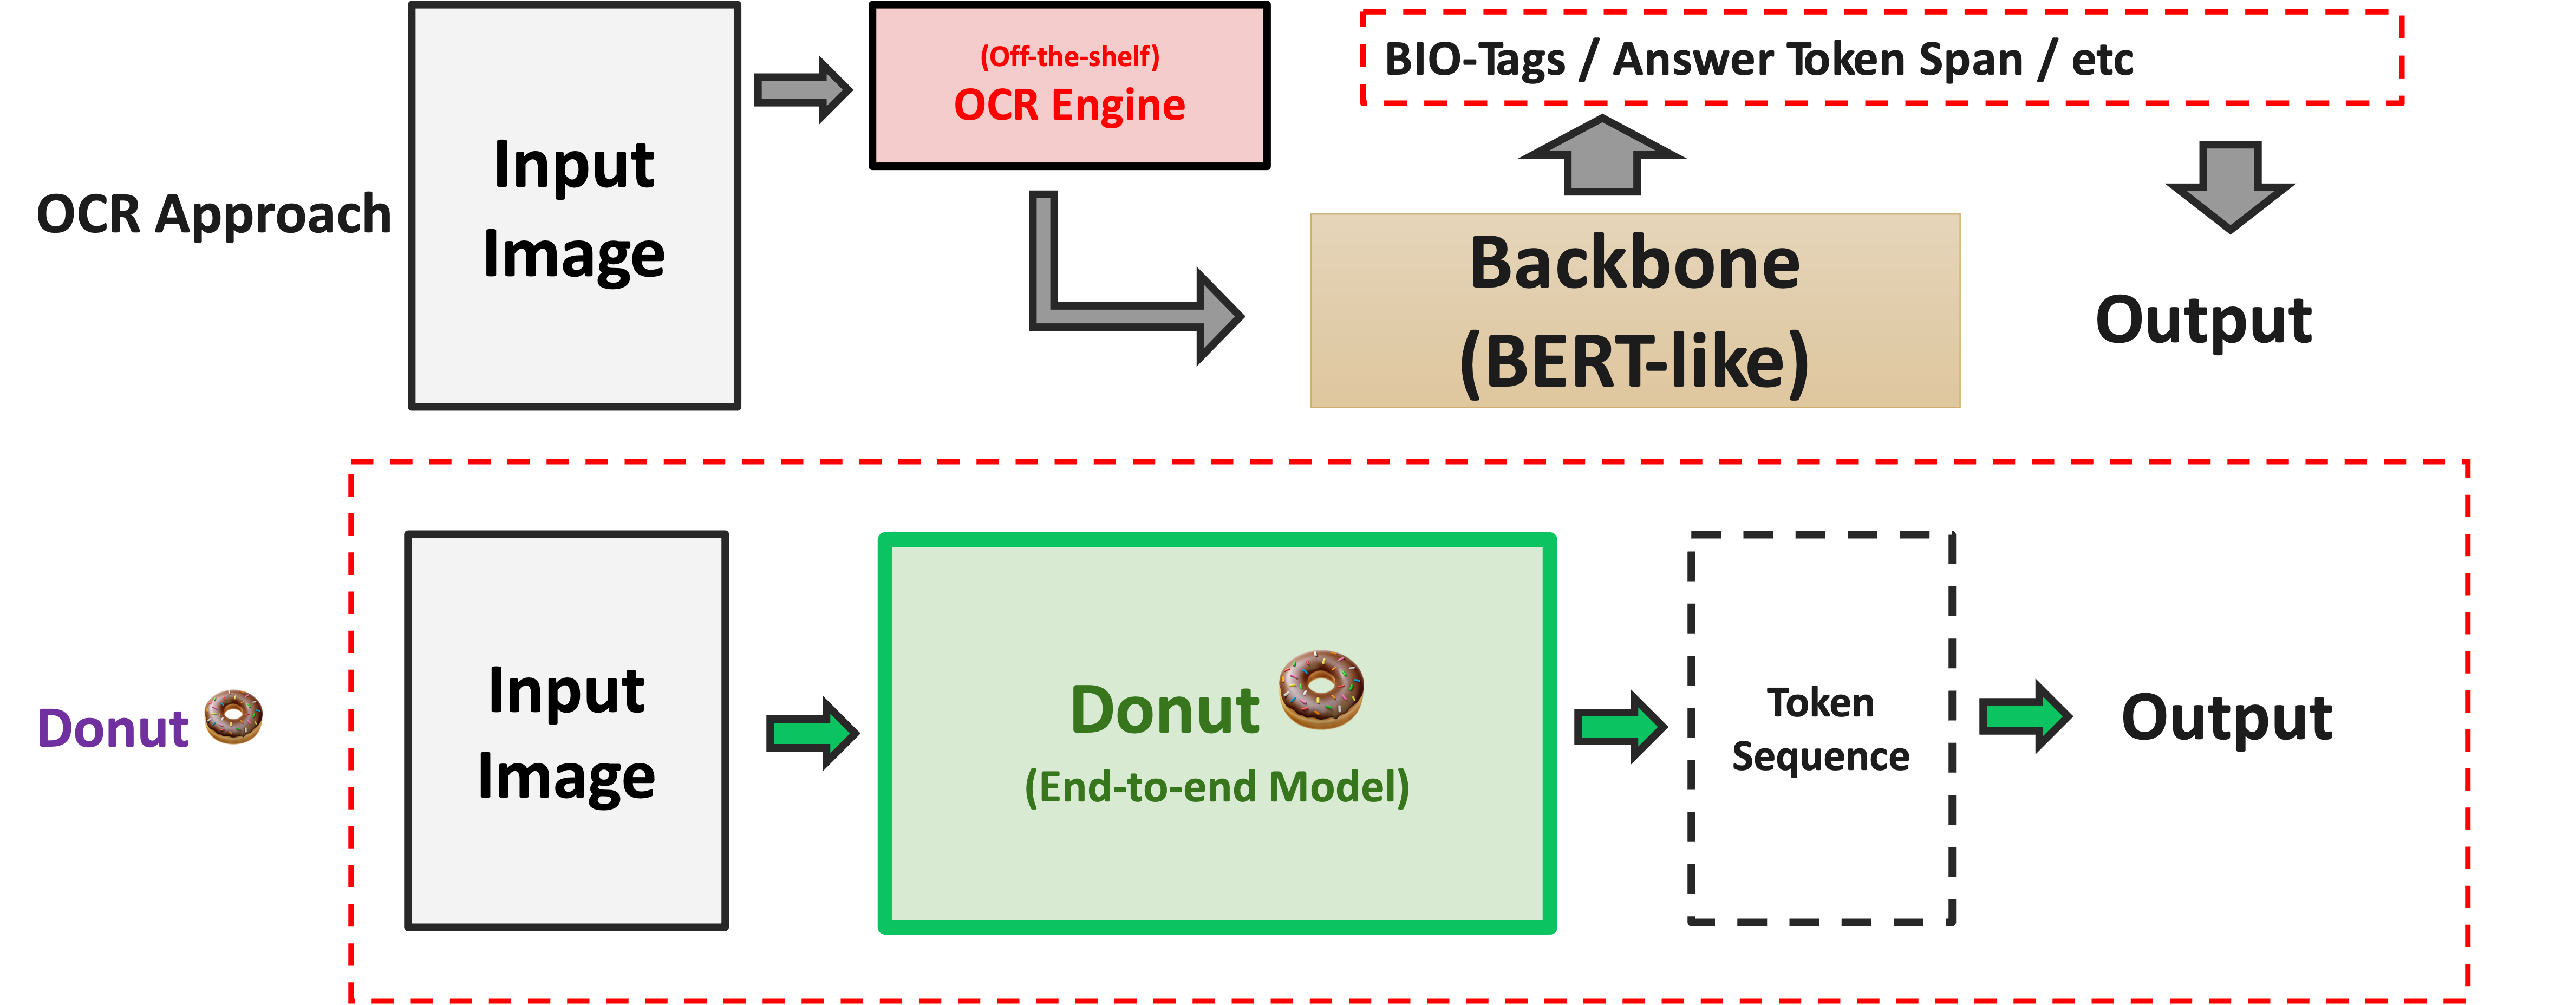 OCR Approach
Input
Image
(Off-the-shelf)
OCR Engine
Backbone
(BERT-like)
BIO-Tags / Answer Token Span / etc
Output
Donut
Input
Image
Donut
(End-to-end Model)
Token
Sequence
Output